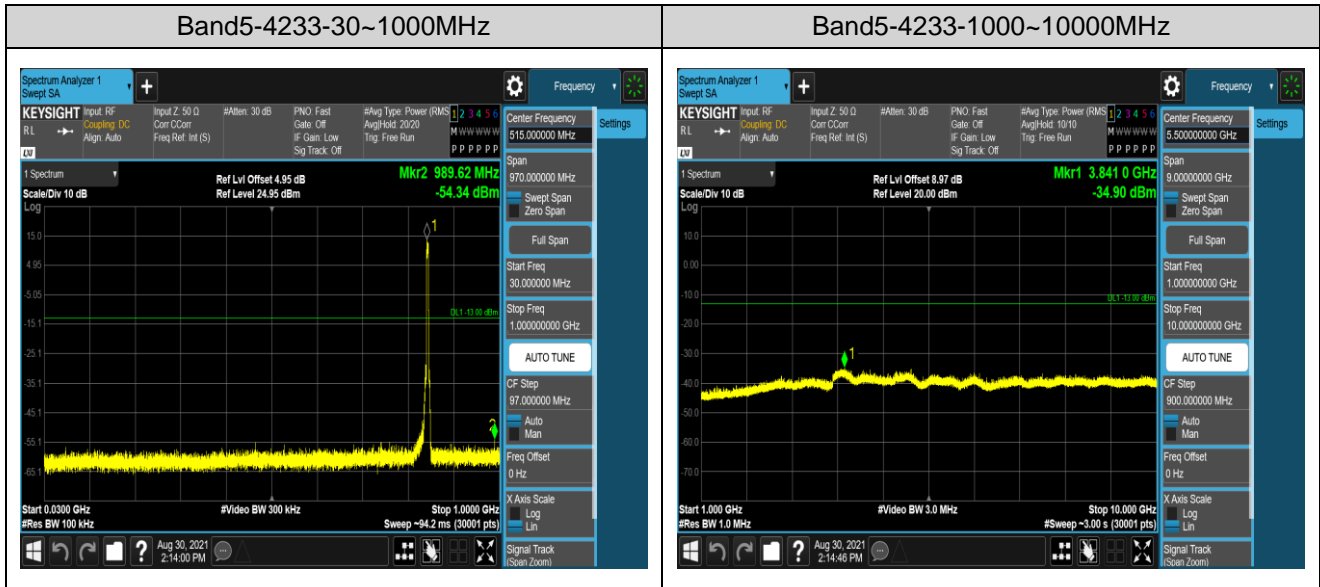 Band5-4233-30~1000MHz
Spectrum Analyzer 1
Swept SA
+
Frequency
KEYSIGHT
RL
LXI
Input: RF
Coupling: DC
Align: Auto
Input Z: 50 Ω
Corr CCorr
Freq Ref: Int (S)
#Atten: 30 dB
PNO: Fast
Gate: Off
IF Gain: Low
Sig Track: Off
#Avg Type: Power (RMS
Avg|Hold: 20/20
Trig: Free Run
1 2 3 4 5 6
M W W W W W
P P P P P P
Center Frequency
515.000000 MHz
Settings
1 Spectrum
Scale/Div 10 dB
Log
Ref Lvl Offset 4.95 dB
Ref Level 24.95 dBm
Mkr2 989.62 MHz
-54.34 dBm
Span
970.000000 MHz
Swept Span
Zero Span
Full Span
Start Freq
30.000000 MHz
Stop Freq
1.000000000 GHz
AUTO TUNE
CF Step
97.000000 MHz
Auto
Man
Freq Offset
0 Hz
X Axis Scale
Log
Lin
Signal Track
(Span Zoom)
15.0
4.95
-5.05
-15.1
-25.1
-35.1
-45.1
-55.1
-65.1
1
DL1 -13.00 dBm
2
Start 0.0300 GHz
#Res BW 100 kHz
#Video BW 300 kHz
Stop 1.0000 GHz
Sweep ~94.2 ms (30001 pts)
?
Aug 30, 2021
2:14:00 PM
Band5-4233-1000~10000MHz
Spectrum Analyzer 1
Swept SA
+
Frequency
KEYSIGHT
RL
LXI
Input: RF
Coupling: DC
Align: Auto
Input Z: 50 Ω
Corr CCorr
Freq Ref: Int (S)
#Atten: 30 dB
PNO: Fast
Gate: Off
IF Gain: Low
Sig Track: Off
#Avg Type: Power (RMS
Avg|Hold: 10/10
Trig: Free Run
1 2 3 4 5 6
M W W W W W
P P P P P P
Center Frequency
5.500000000 GHz
Settings
1 Spectrum
Scale/Div 10 dB
Log
Ref Lvl Offset 8.97 dB
Ref Level 20.00 dBm
Mkr1 3.841 0 GHz
-34.90 dBm
Span
9.00000000 GHz
Swept Span
Zero Span
Full Span
Start Freq
1.000000000 GHz
Stop Freq
10.000000000 GHz
AUTO TUNE
CF Step
900.000000 MHz
Auto
Man
Freq Offset
0 Hz
X Axis Scale
Log
Lin
Signal Track
(Span Zoom)
10.0
0.00
-10.0
-20.0
-30.0
-40.0
-50.0
-60.0
-70.0
DL1 -13.00 dBm
1
Start 1.000 GHz
#Res BW 1.0 MHz
#Video BW 3.0 MHz
Stop 10.000 GHz
#Sweep ~3.00 s (30001 pts)
?
Aug 30, 2021
2:14:46 PM